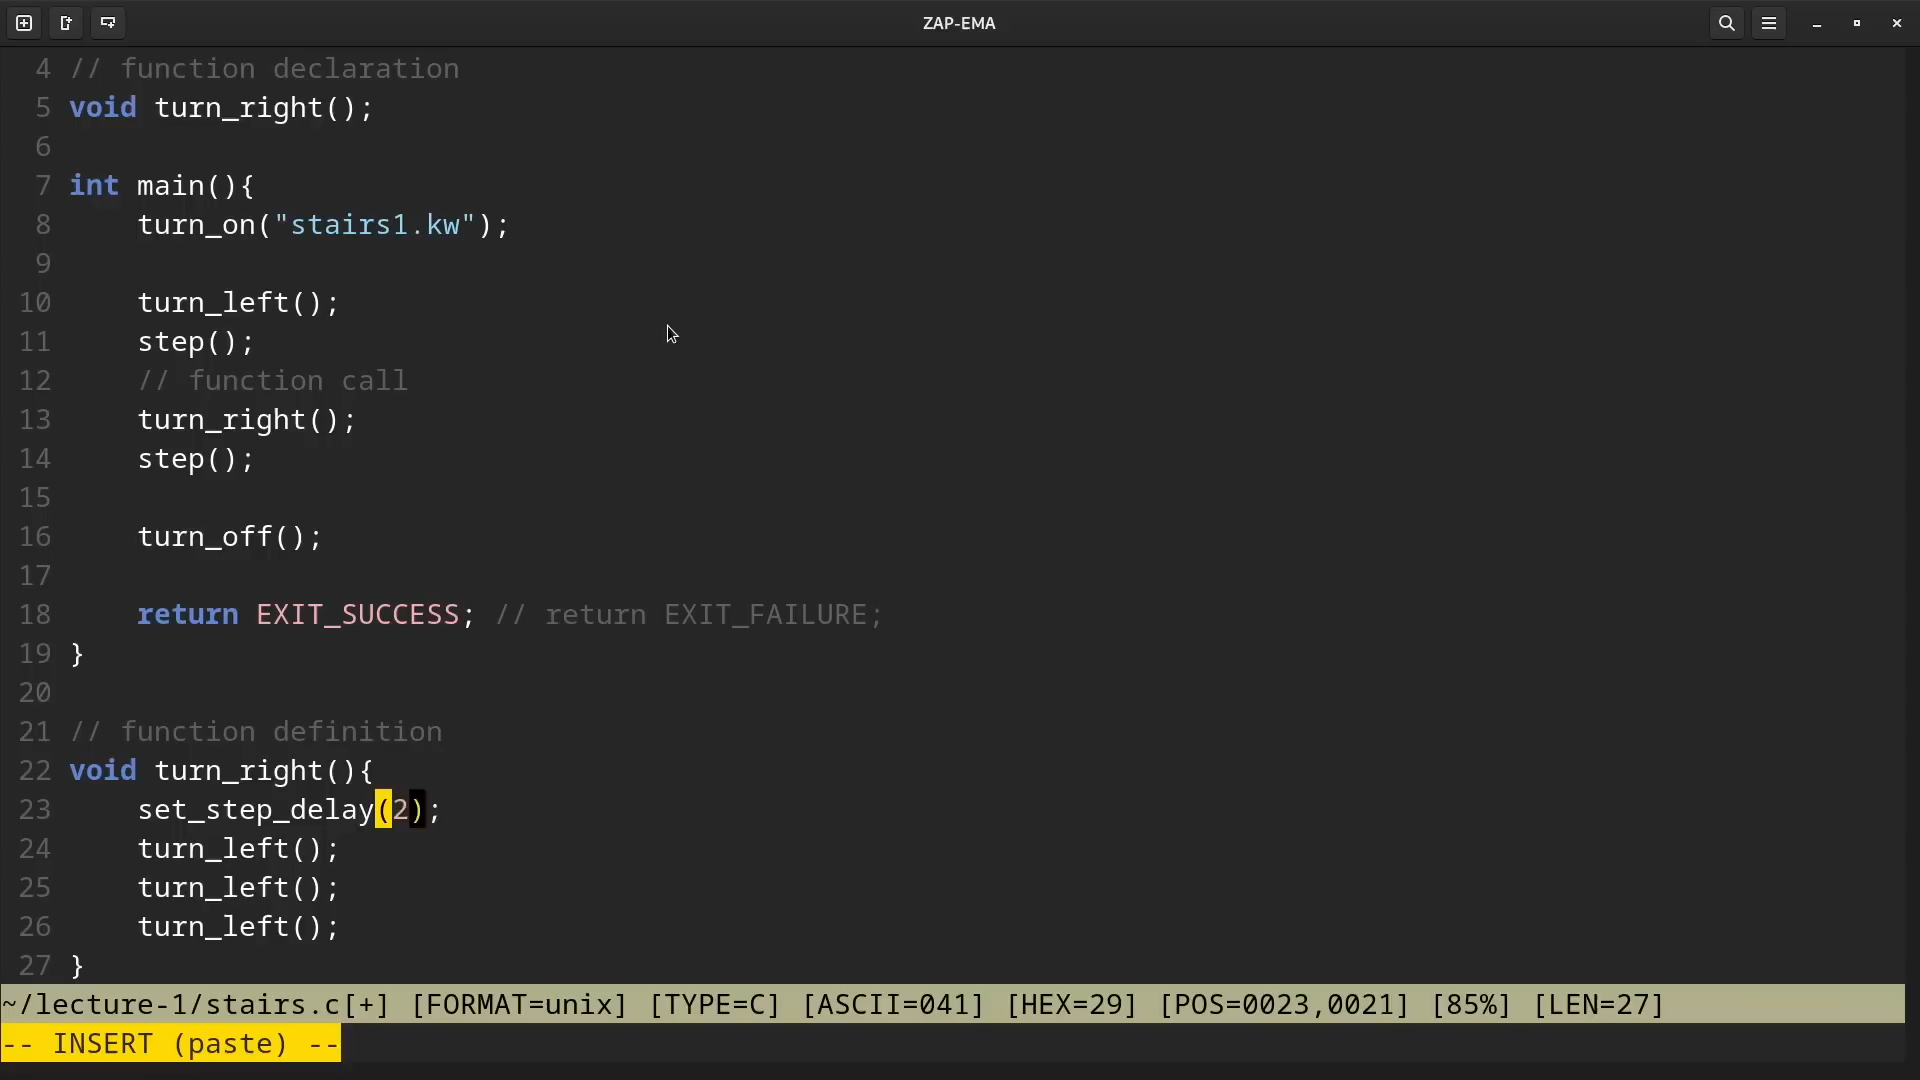 ZAP-EMA
4 // function declaration
5 void turn_right();
6
7 int main(){
8     turn_on("stairs1.kw");
9
10     turn_left();
11     step();
12     // function call
13     turn_right();
14     step();
15
16     turn_off();
17
18     return EXIT_SUCCESS; // return EXIT_FAILURE;
19 }
20
21 // function definition
22 void turn_right(){
23     set_step_delay(2);
24     turn_left();
25     turn_left();
26     turn_left();
27 }
~/lecture-1/stairs.c[+] [FORMAT=unix] [TYPE=C] [ASCII=041] [HEX=29] [POS=0023,0021] [85%] [LEN=27]
-- INSERT (paste) --